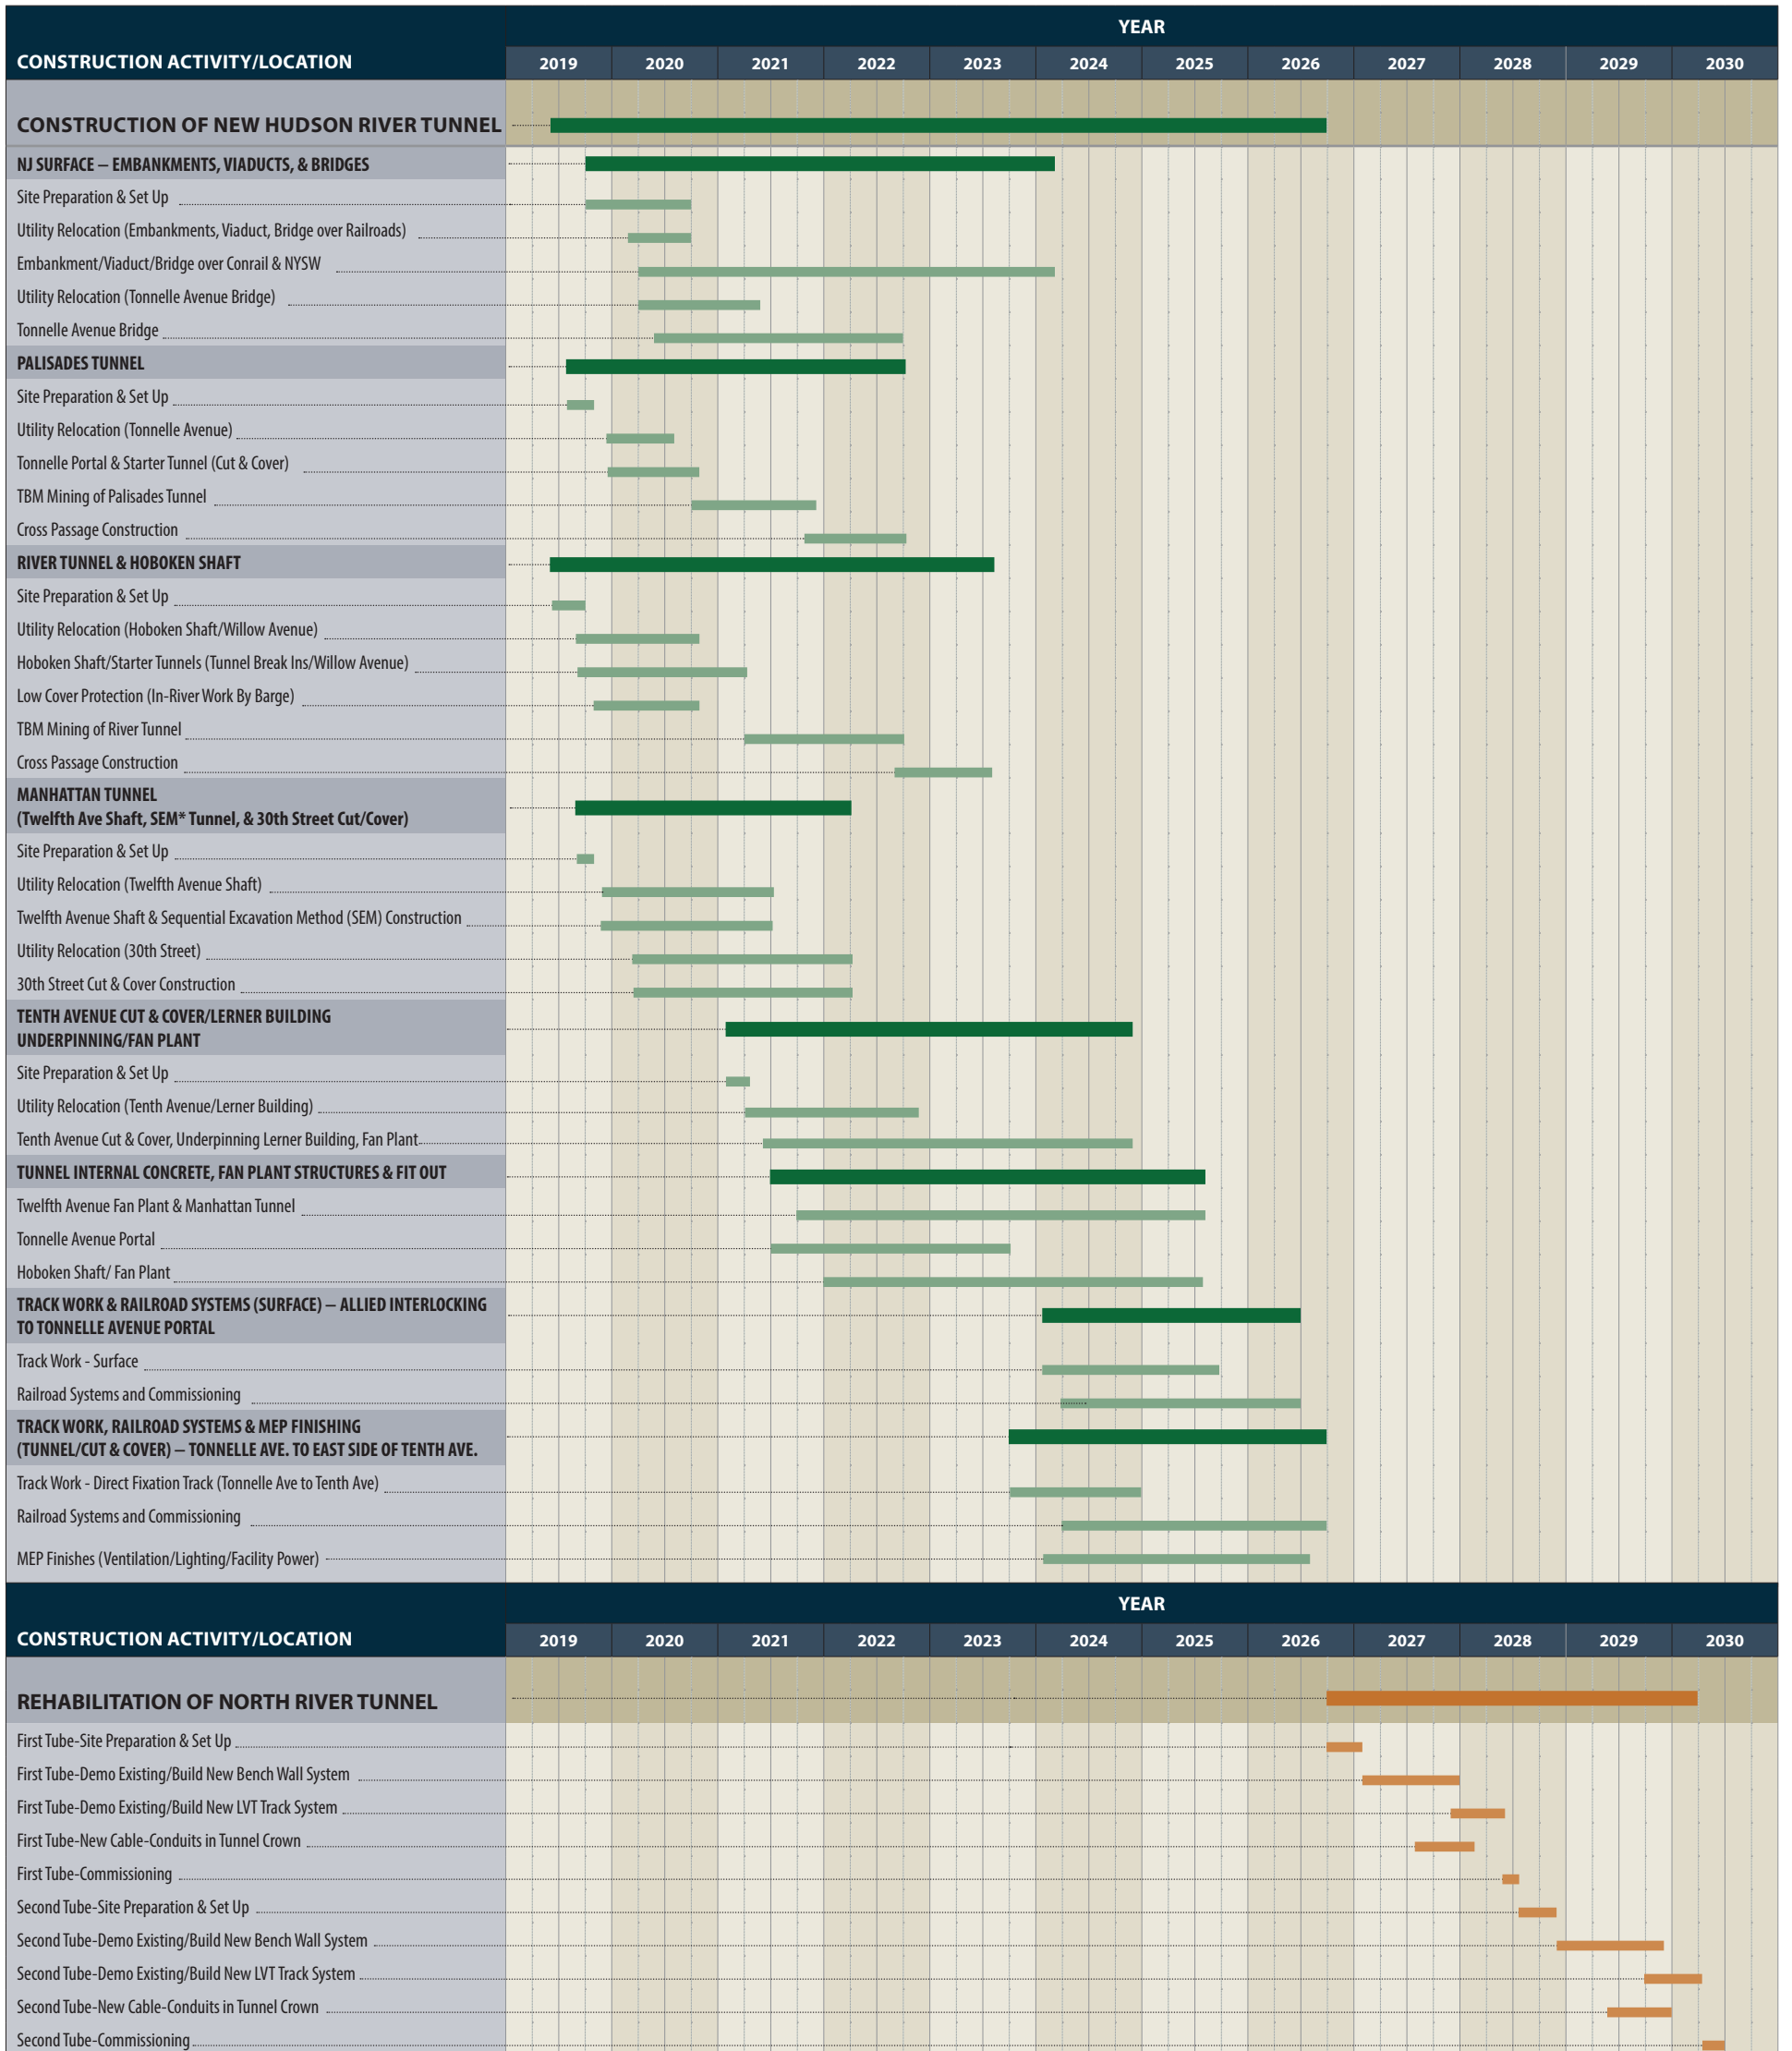 YEAR
CONSTRUCTION ACTIVITY/LOCATION
2019 2020 2021 2022 2023 2024 2025 2026 2027 2028 2029 2030
CONSTRUCTION OF NEW HUDSON RIVER TUNNEL
NJ SURFACE – EMBANKMENTS, VIADUCTS, & BRIDGES
Site Preparation & Set Up
Utility Relocation (Embankments, Viaduct, Bridge over Railroads)
Embankment/Viaduct/Bridge over Conrail & NYSW
Utility Relocation (Tonnelle Avenue Bridge)
Tonnelle Avenue Bridge
PALISADES TUNNEL
Site Preparation & Set Up
Utility Relocation (Tonnelle Avenue)
Tonnelle Portal & Starter Tunnel (Cut & Cover)
TBM Mining of Palisades Tunnel
Cross Passage Construction
RIVER TUNNEL & HOBOKEN SHAFT
Site Preparation & Set Up
Utility Relocation (Hoboken Shaft/Willow Avenue)
Hoboken Shaft/Starter Tunnels (Tunnel Break Ins/Willow Avenue)
Low Cover Protection (In-River Work By Barge)
TBM Mining of River Tunnel
Cross Passage Construction
MANHATTAN TUNNEL
(Twelfth Ave Shaft, SEM* Tunnel, & 30th Street Cut/Cover)
Site Preparation & Set Up
Utility Relocation (Twelfth Avenue Shaft)
Twelfth Avenue Shaft & Sequential Excavation Method (SEM) Construction
Utility Relocation (30th Street)
30th Street Cut & Cover Construction
TENTH AVENUE CUT & COVER/LERNER BUILDING
UNDERPINNING/FAN PLANT
Site Preparation & Set Up
Utility Relocation (Tenth Avenue/Lerner Building)
Tenth Avenue Cut & Cover, Underpinning Lerner Building, Fan Plant
TUNNEL INTERNAL CONCRETE, FAN PLANT STRUCTURES & FIT OUT
Twelfth Avenue Fan Plant & Manhattan Tunnel
Tonnelle Avenue Portal
Hoboken Shaft/ Fan Plant
TRACK WORK & RAILROAD SYSTEMS (SURFACE) – ALLIED INTERLOCKING
TO TONNELLE AVENUE PORTAL
Track Work - Surface
Railroad Systems and Commissioning
TRACK WORK, RAILROAD SYSTEMS & MEP FINISHING
(TUNNEL/CUT & COVER) – TONNELLE AVE. TO EAST SIDE OF TENTH AVE.
Track Work - Direct Fixation Track (Tonnelle Ave to Tenth Ave)
Railroad Systems and Commissioning
MEP Finishes (Ventilation/Lighting/Facility Power)
YEAR
CONSTRUCTION ACTIVITY/LOCATION
2019 2020 2021 2022 2023 2024 2025 2026 2027 2028 2029 2030
REHABILITATION OF NORTH RIVER TUNNEL
First Tube-Site Preparation & Set Up
First Tube-Demo Existing/Build New Bench Wall System
First Tube-Demo Existing/Build New LVT Track System
First Tube-New Cable-Conduits in Tunnel Crown
First Tube-Commissioning
Second Tube-Site Preparation & Set Up
Second Tube-Demo Existing/Build New Bench Wall System
Second Tube-Demo Existing/Build New LVT Track System
Second Tube-New Cable-Conduits in Tunnel Crown
Second Tube-Commissioning